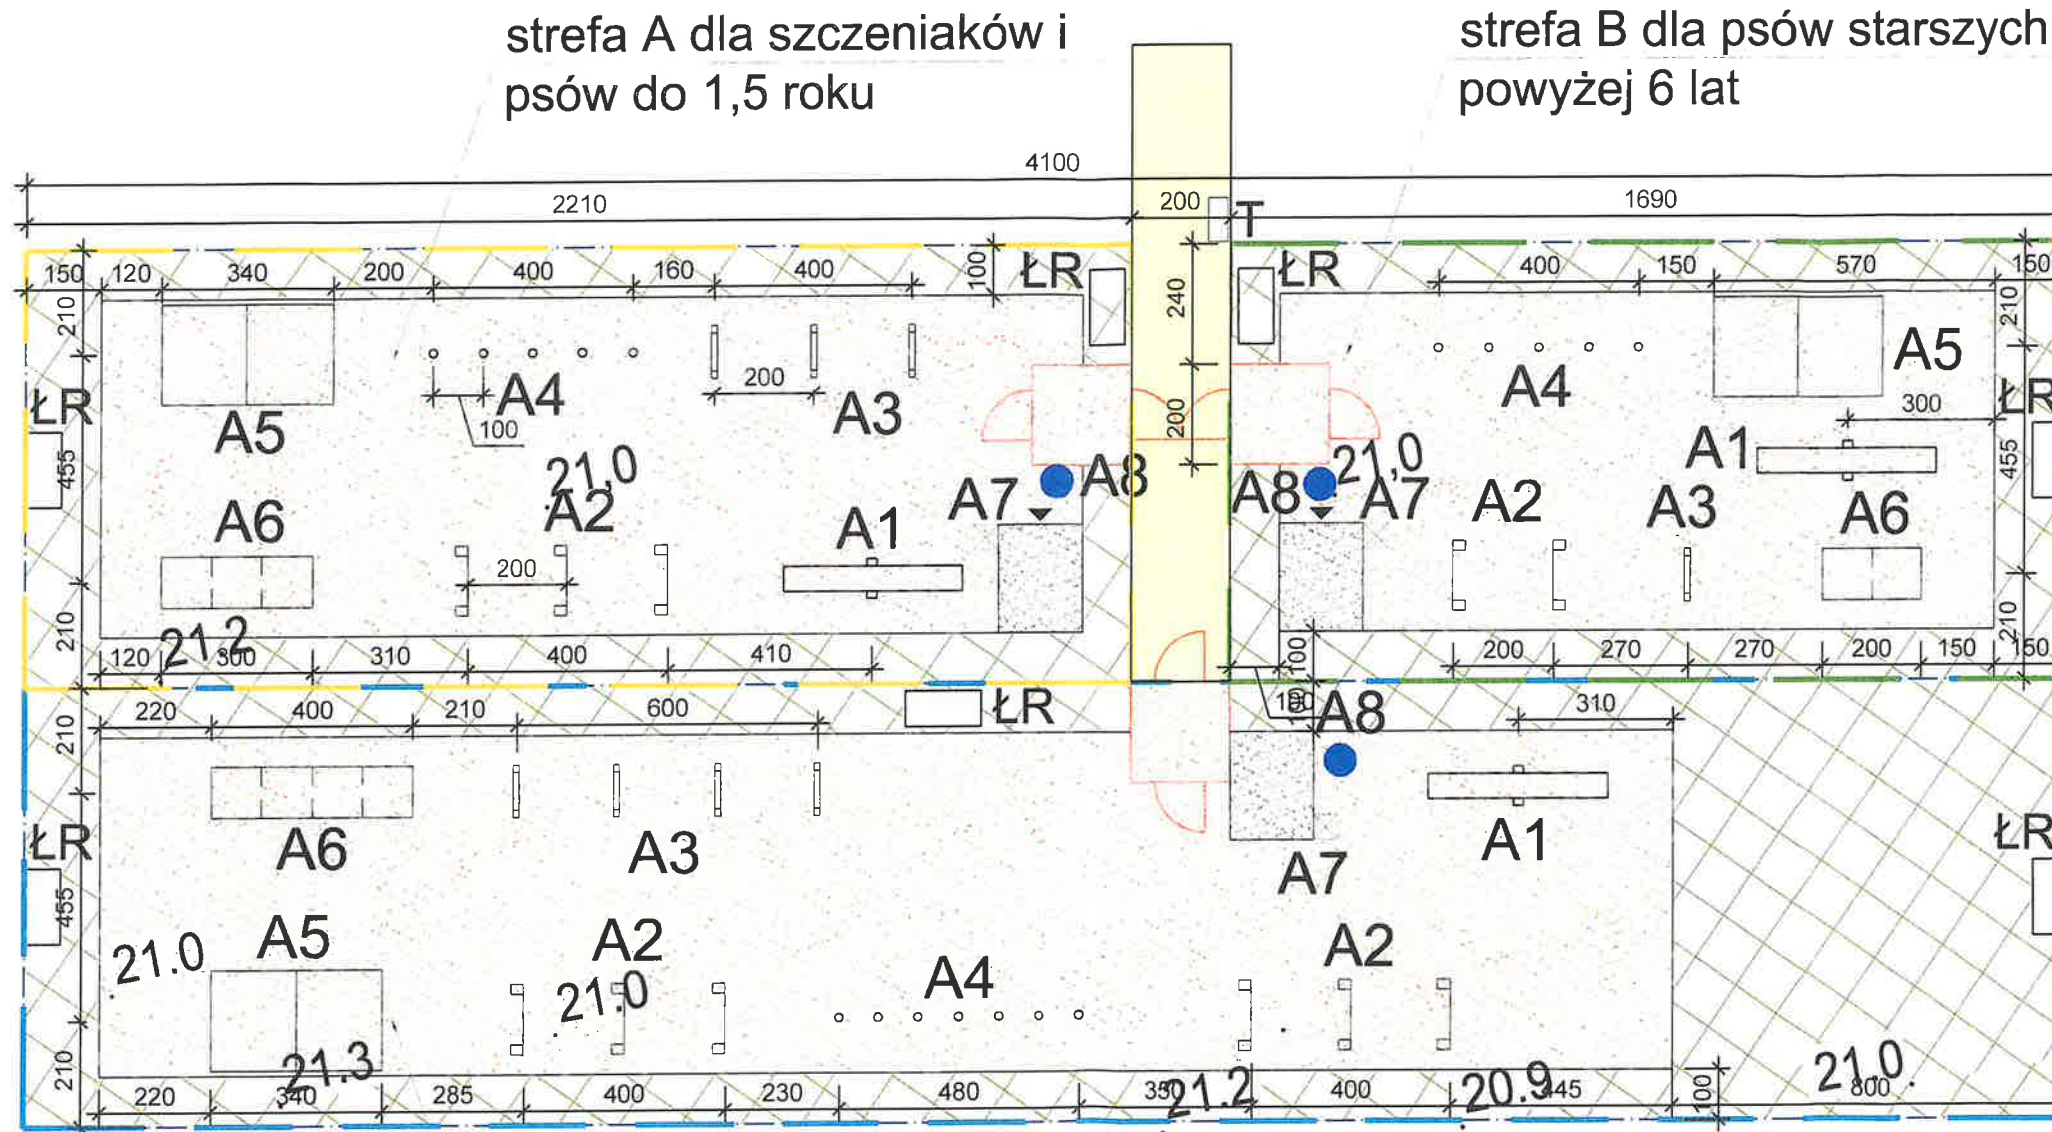 strefa A dla szczeniaków i
psów do 1,5 roku
strefa B dla psów starszych
powyżej 6 lat
4100
2210 200 T 1690
150 120 340 200 400 160 400 100 ŁR ŁR 400 150 570 150
210 240 210
A5 A4 200 A3 200 A4 A5
ŁR 100 300 ŁR
455 21,0 A8 21,0 A1 455
A6 A2 A7 A1 A8 A7 A2 A3 A6
200
210 21.2 100 210
120 300 310 400 410 200 270 270 200 150 150
220 400 210 600 ŁR 100 100 A8 310
210
A6 A3 A1
ŁR A7 ŁR
455 A5 A2 A2
21.0 21.0 A4
210 21.3 21.2 20.9 21.0
220 340 285 400 230 480 350 400 445 100 800